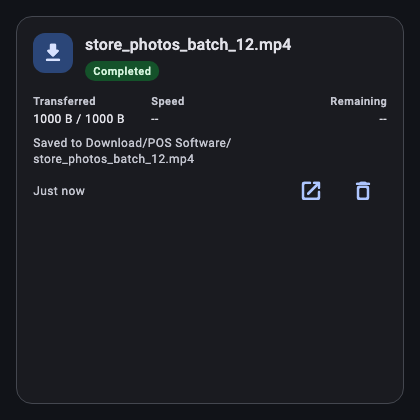 store_photos_batch_12.mp4
Completed
Transferred Speed Remaining
1000 B / 1000 B -- --
Saved to Download/POS Software/
store_photos_batch_12.mp4
Just now